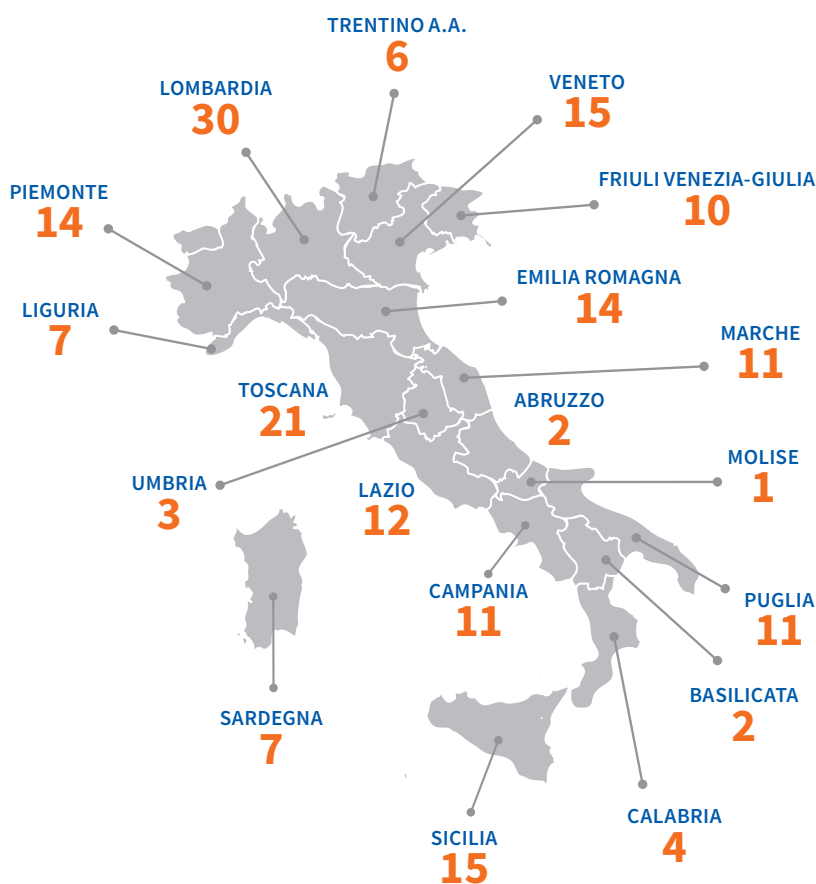 TRENTINO A.A.
6
LOMBARDIA
30
VENETO
15
PIEMONTE
14
FRIULI VENEZIA-GIULIA
10
EMILIA ROMAGNA
14
LIGURIA
7
MARCHE
11
TOSCANA
21
ABRUZZO
2
MOLISE
1
UMBRIA
3
LAZIO
12
CAMPANIA
11
PUGLIA
11
BASILICATA
2
SARDEGNA
7
CALABRIA
4
SICILIA
15